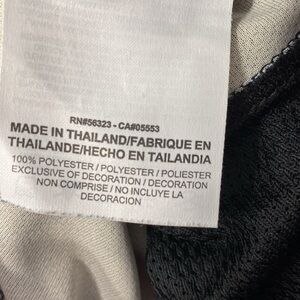 RN#56323 - CA#05553
MADE IN THAILAND/FABRIQUE EN
THAILANDE/HECHO EN TAILANDIA
100% POLYESTER / POLYESTER / POLIESTER
EXCLUSIVE OF DECORATION / DECORATION
NON COMPRISE / NO INCLUYE LA
DECORACION